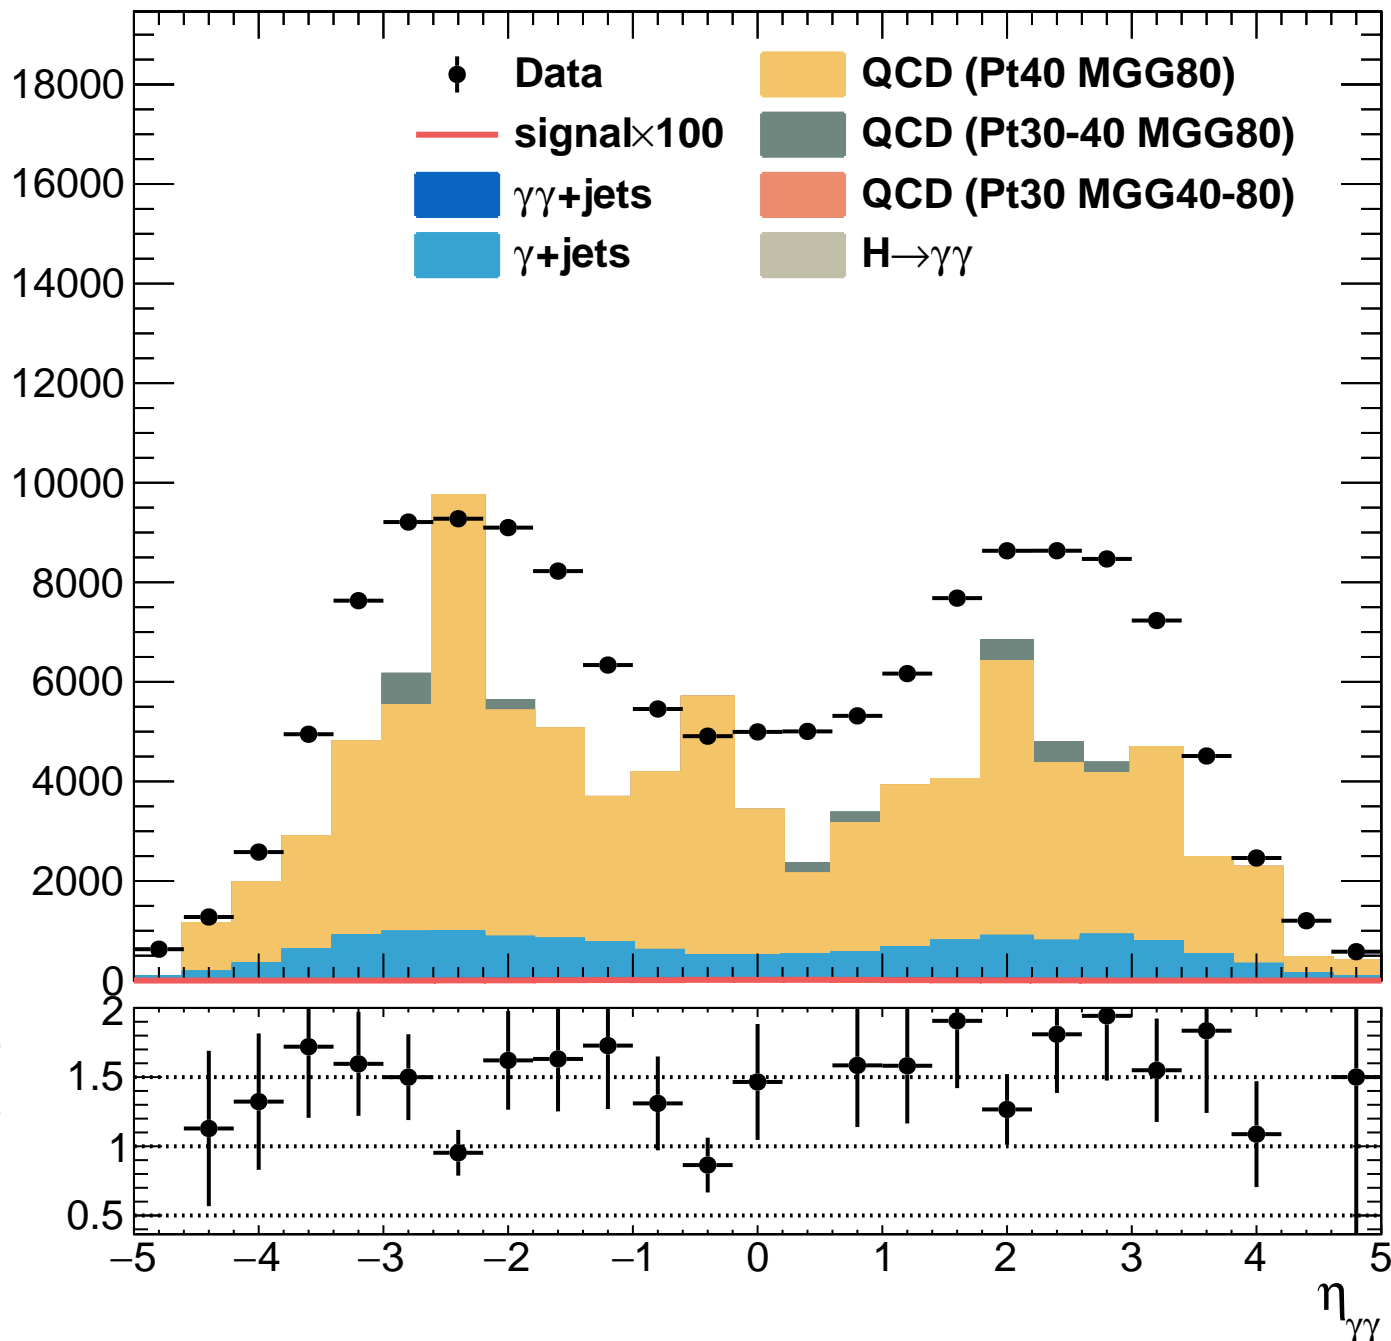 18000
16000
14000
12000
10000
8000
6000
4000
2000
0
Data
signal×100
γγ+jets
γ+jets
QCD (Pt40 MGG80)
QCD (Pt30-40 MGG80)
QCD (Pt30 MGG40-80)
H→γγ
2
1.5
1
0.5
−5 −4 −3 −2 −1 0 1 2 3 4 5
ηγγ